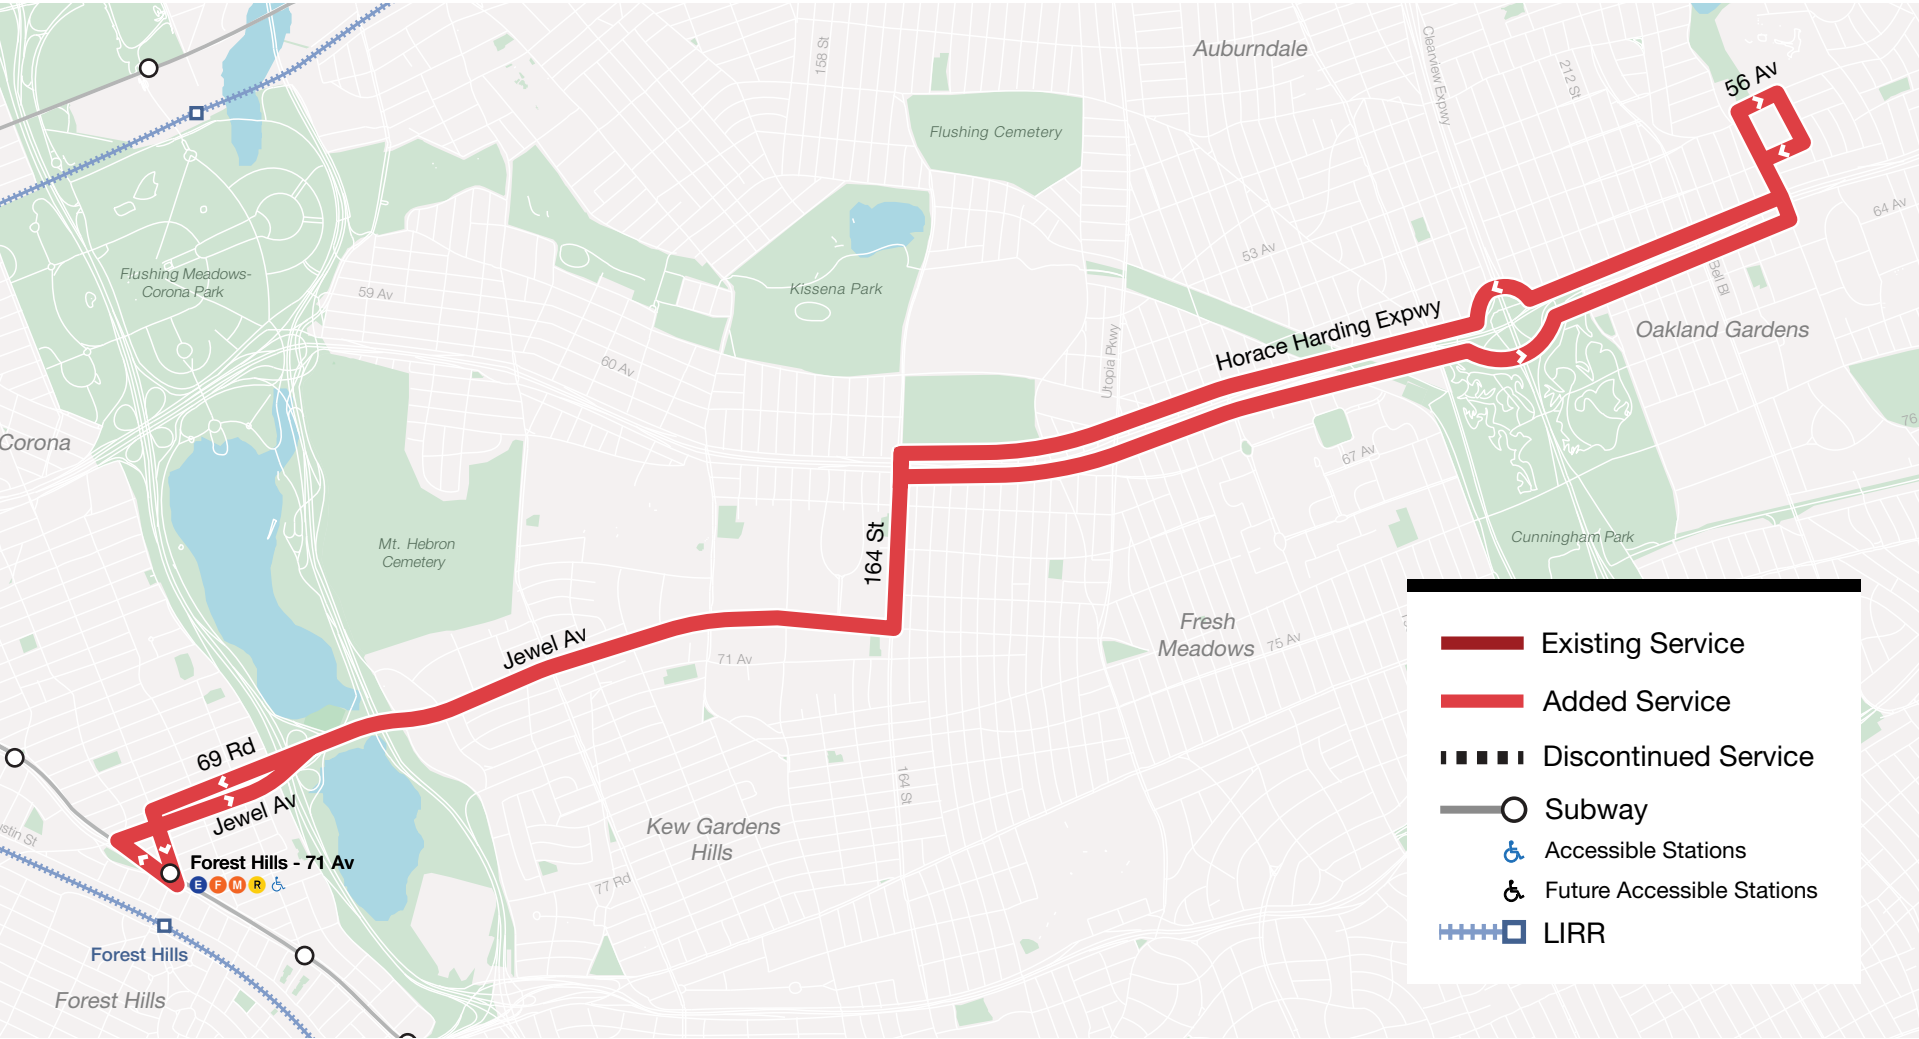 Auburndale
158 St
Clearview Expwy
212 St
56 Av
Flushing Cemetery
64 Av
53 Av
Flushing Meadows-
Corona Park
59 Av
Kissena Park
Bell Bl
Oakland Gardens
Horace Harding Expwy
Utopia Pkwy
60 Av
76
Corona
67 Av
Mt. Hebron
Cemetery
164 St
Cunningham Park
Fresh
Meadows
75 Av
Jewel Av
71 Av
69 Rd
Jewel Av
164 St
Kew Gardens
Hills
77 Rd
ustin St
Forest Hills - 71 Av
E F M R
Forest Hills
Forest Hills
Existing Service
Added Service
Discontinued Service
Subway
Accessible Stations
Future Accessible Stations
LIRR